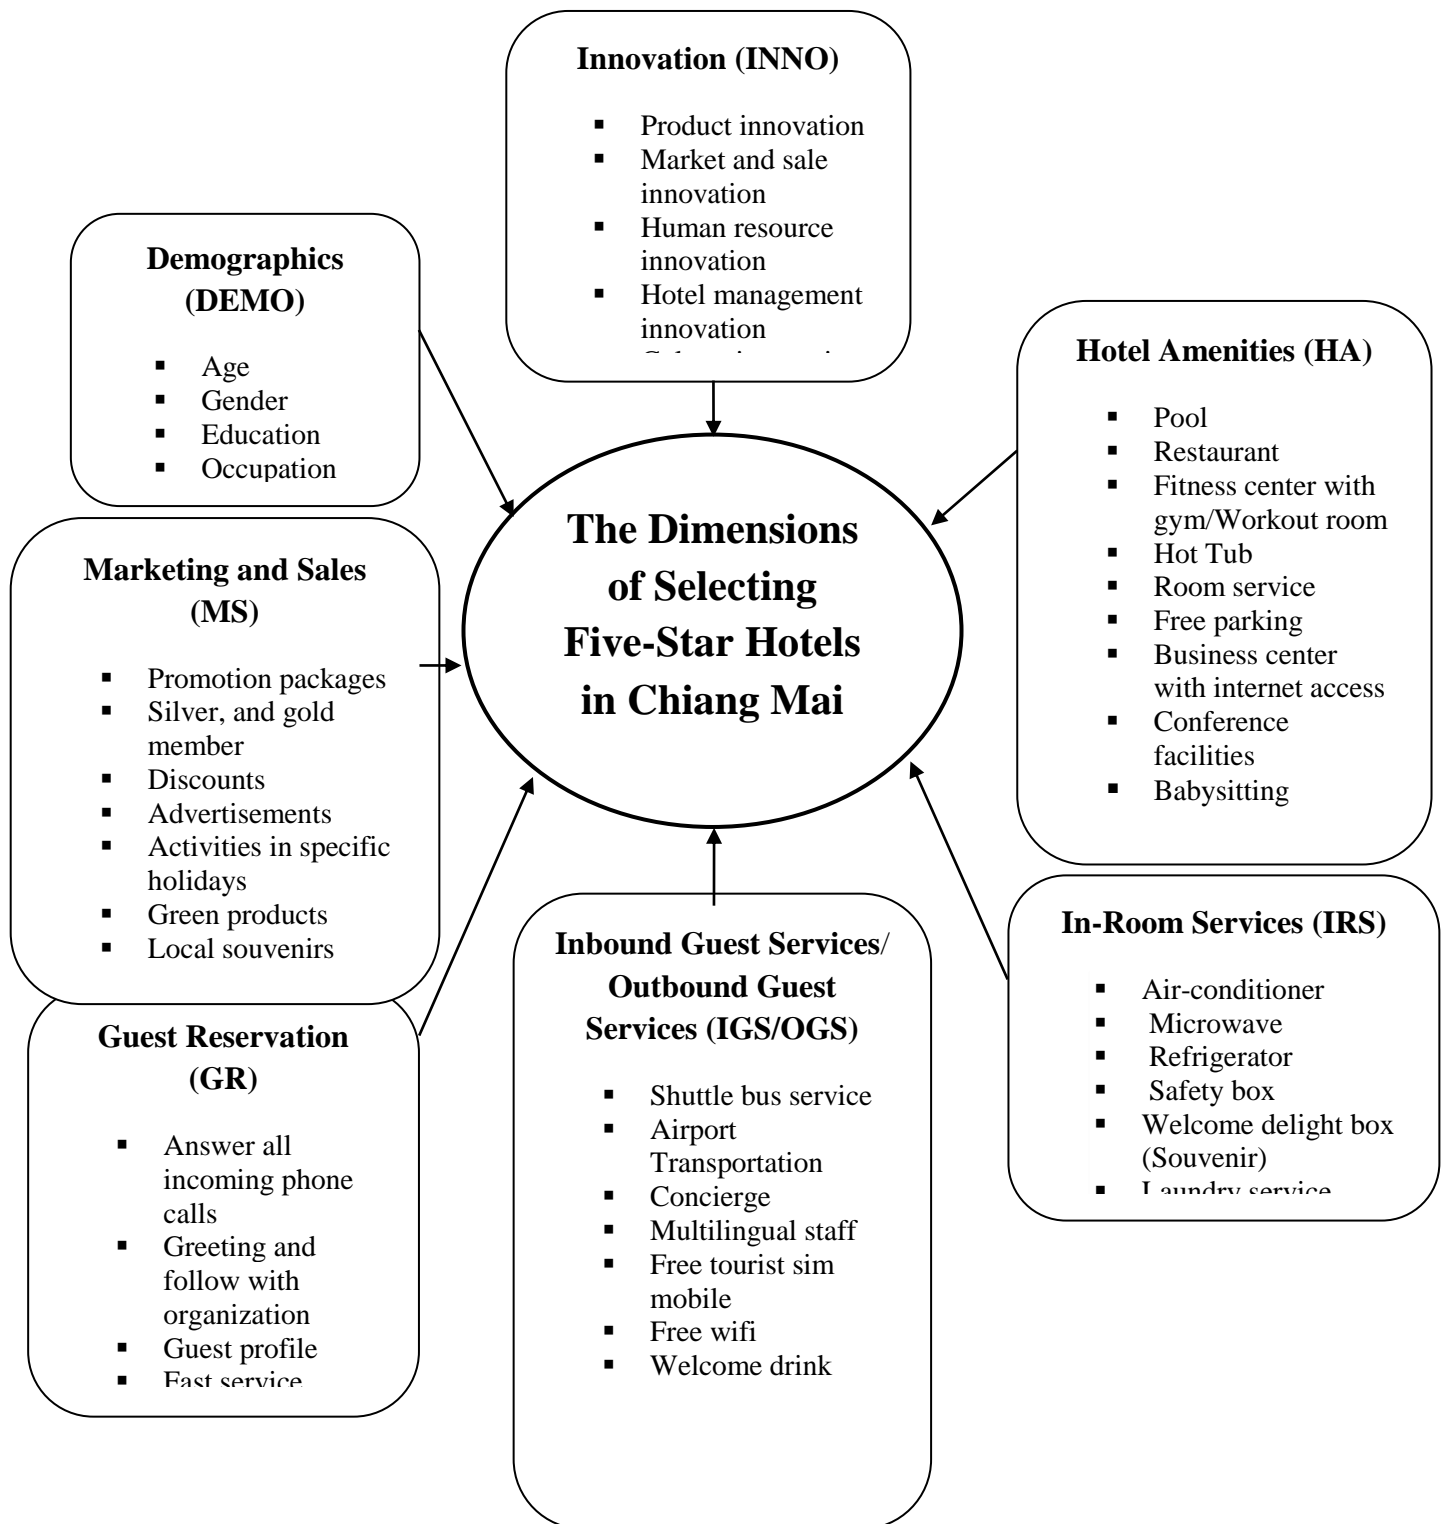 Innovation (INNO)
▪ Product innovation
▪ Market and sale
innovation
▪ Human resource
innovation
▪ Hotel management
innovation
Demographics
(DEMO)
▪ Age
▪ Gender
▪ Education
▪ Occupation
Hotel Amenities (HA)
▪ Pool
▪ Restaurant
▪ Fitness center with
gym/Workout room
▪ Hot Tub
▪ Room service
▪ Free parking
▪ Business center
with internet access
▪ Conference
facilities
▪ Babysitting
The Dimensions
of Selecting
Five-Star Hotels
in Chiang Mai
Marketing and Sales
(MS)
▪ Promotion packages
▪ Silver, and gold
member
▪ Discounts
▪ Advertisements
▪ Activities in specific
holidays
▪ Green products
▪ Local souvenirs
In-Room Services (IRS)
▪ Air-conditioner
▪ Microwave
▪ Refrigerator
▪ Safety box
▪ Welcome delight box
(Souvenir)
▪ Laundry service
Inbound Guest Services/
Outbound Guest
Services (IGS/OGS)
▪ Shuttle bus service
▪ Airport
Transportation
▪ Concierge
▪ Multilingual staff
▪ Free tourist sim
mobile
▪ Free wifi
▪ Welcome drink
Guest Reservation
(GR)
▪ Answer all
incoming phone
calls
▪ Greeting and
follow with
organization
▪ Guest profile
▪ Fast service